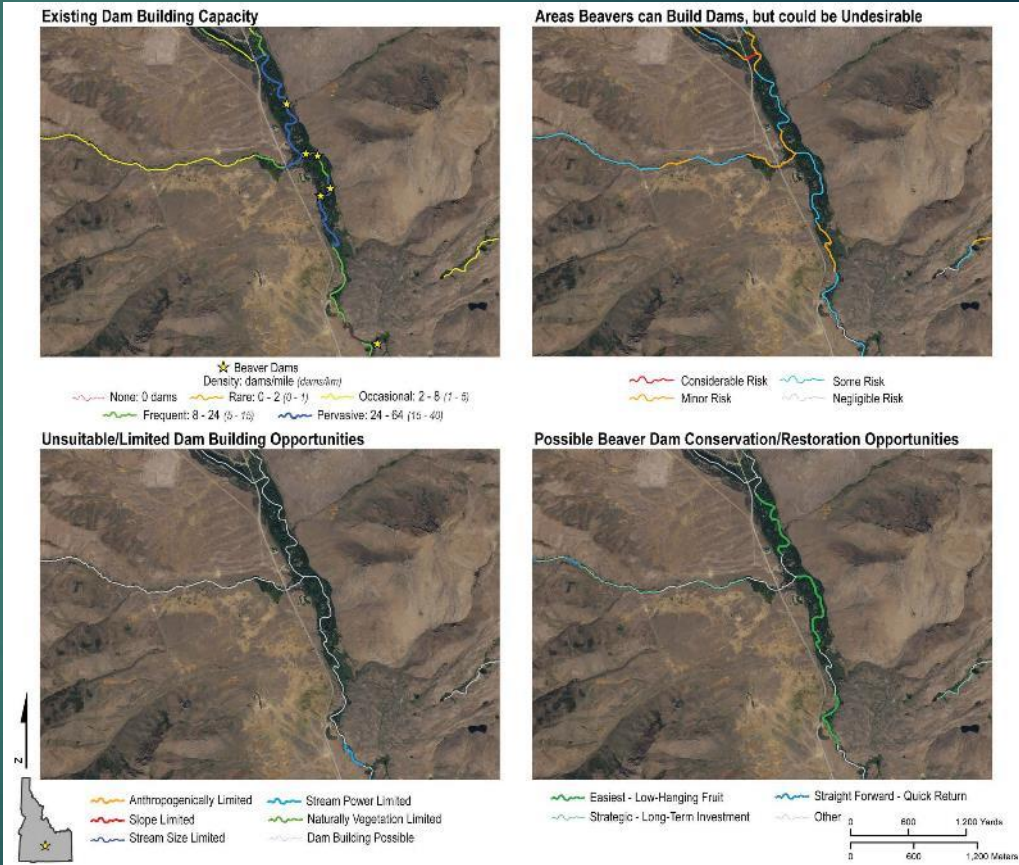 Existing Dam Building Capacity
Areas Beavers can Build Dams, but could be Undesirable
Beaver Dams
Density: dams/mile (dams/km)
None: 0 dams
Rare: 0 - 2 (0 - 1)
Occasional: 2 - 8 (1 - 5)
Frequent: 8 - 24 (5 - 15)
Pervasive: 24 - 64 (15 - 40)
Considerable Risk
Some Risk
Minor Risk
Negligible Risk
Unsuitable/Limited Dam Building Opportunities
Possible Beaver Dam Conservation/Restoration Opportunities
N
Anthropogenically Limited
Stream Power Limited
Slope Limited
Naturally Vegetation Limited
Stream Size Limited
Dam Building Possible
Easiest - Low-Hanging Fruit
Straight Forward - Quick Return
Strategic - Long-Term Investment
Other
0 600 1,200 Yards
0 600 1,200 Meters